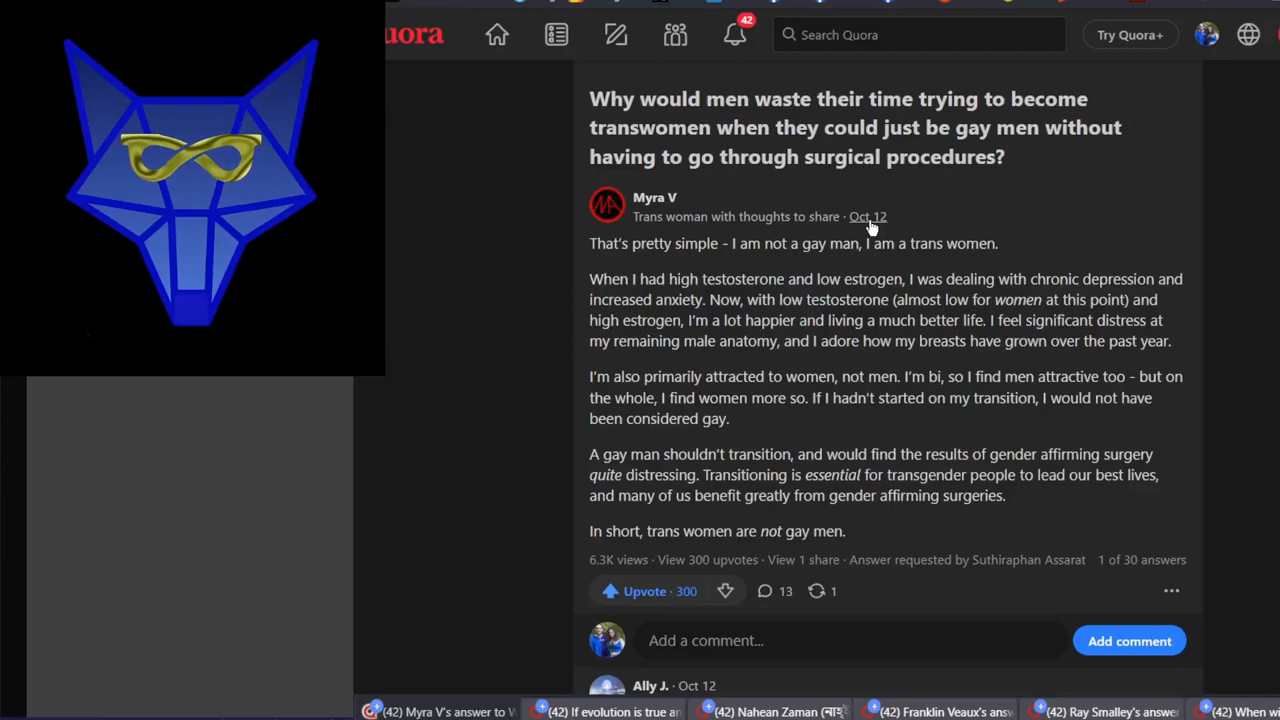 uora
42
Search Quora
Try Quora+
Why would men waste their time trying to become
transwomen when they could just be gay men without
having to go through surgical procedures?
Myra V
Trans woman with thoughts to share · Oct 12
That's pretty simple - I am not a gay man, I am a trans women.
When I had high testosterone and low estrogen, I was dealing with chronic depression and
increased anxiety. Now, with low testosterone (almost low for women at this point) and
high estrogen, I'm a lot happier and living a much better life. I feel significant distress at
my remaining male anatomy, and I adore how my breasts have grown over the past year.
I'm also primarily attracted to women, not men. I'm bi, so I find men attractive too - but on
the whole, I find women more so. If I hadn't started on my transition, I would not have
been considered gay.
A gay man shouldn't transition, and would find the results of gender affirming surgery
quite distressing. Transitioning is essential for transgender people to lead our best lives,
and many of us benefit greatly from gender affirming surgeries.
In short, trans women are not gay men.
6.3K views · View 300 upvotes · View 1 share · Answer requested by Suthiraphan Assarat 1 of 30 answers
Upvote · 300 13 1
Add a comment... Add comment
Ally J. · Oct 12
(42) Myra V's answer to W (42) If evolution is true ar (42) Nahean Zaman (42) Franklin Veaux's ans (42) Ray Smalley's answe (42) When w